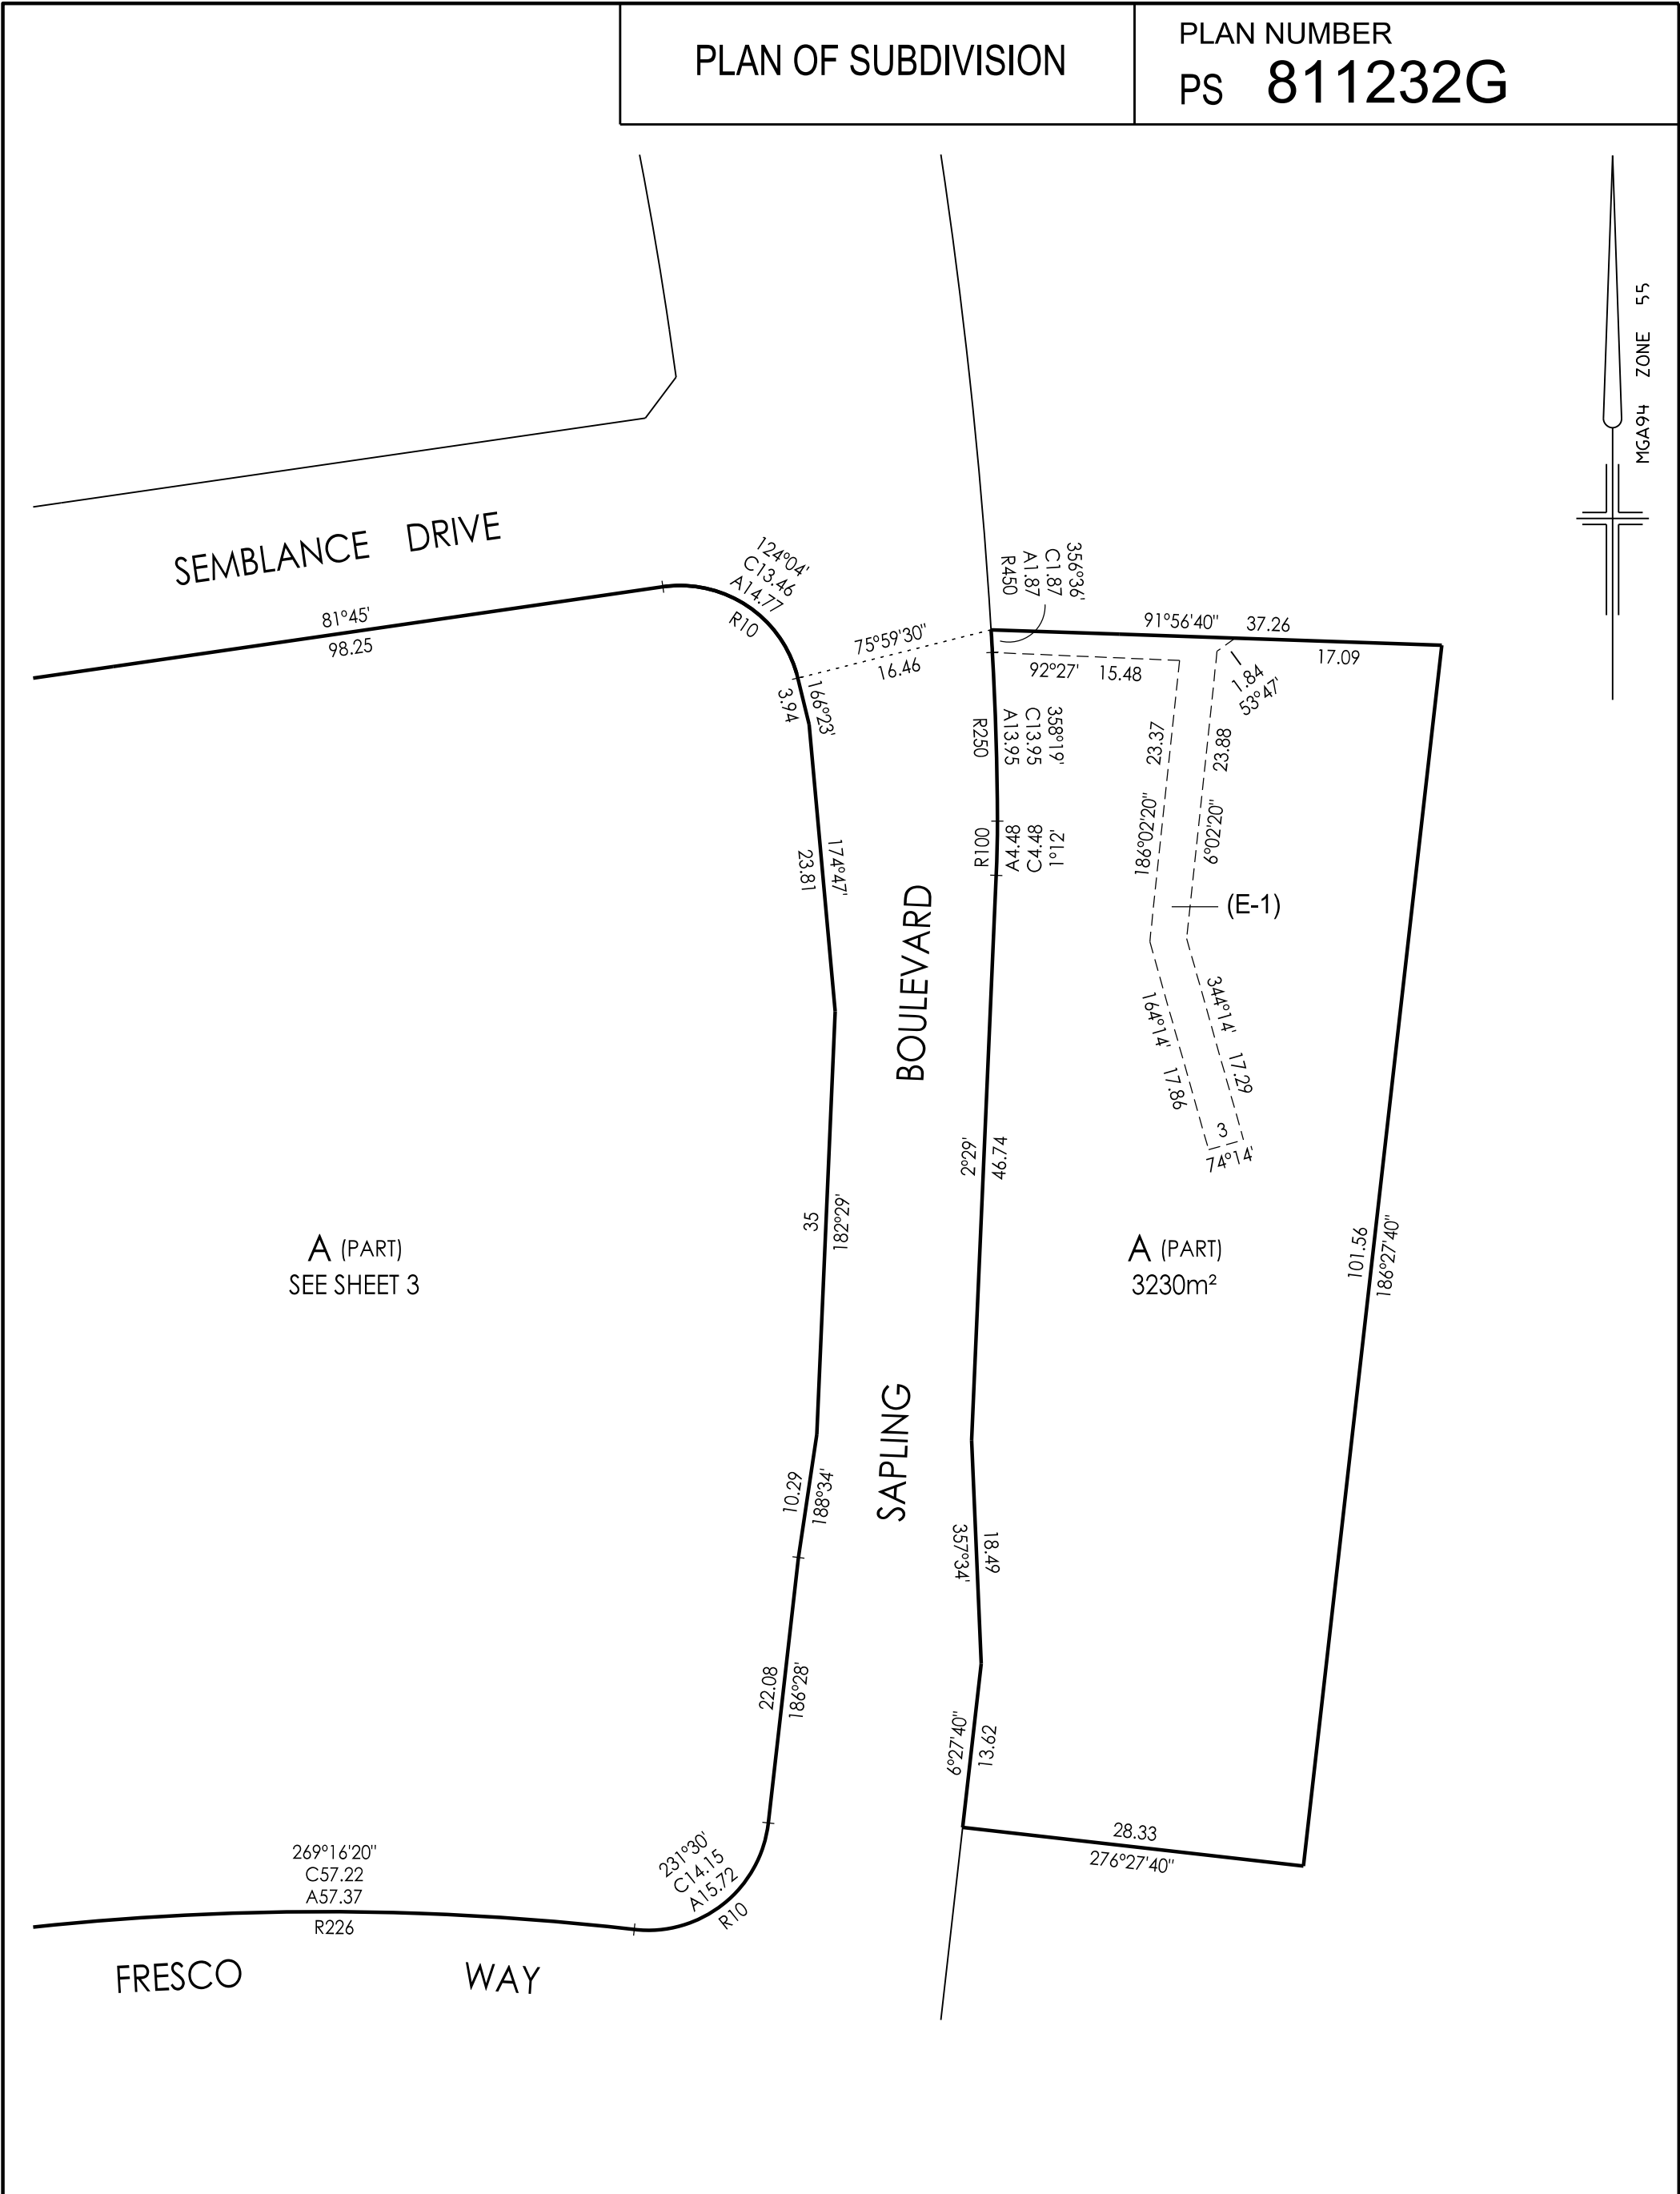 PLAN OF SUBDIVISION
PLAN NUMBER
PS 811232G
MGA94 ZONE 55
SEMBLANCE DRIVE
81°45'
98.25
124°04'
C13.46
A14.77
R10
75°59'30"
16.46
166°23'
3.94
356°36'
C1.87
A1.87
R450
91°56'40" 37.26
17.09
92°27' 15.48
1.84
53°47'
358°19'
C13.95
A13.95
R250
23.37
186°02'20"
23.88
6°02'20"
1°12'
C4.48
A4.48
R100
174°47'
23.81
(E-1)
BOULEVARD
344°14' 17.29
164°14' 17.86
3
74°14'
2°29'
46.74
35
182°29'
A (PART)
SEE SHEET 3
A (PART)
3230m²
101.56
186°27'40"
SAPLING
10.29
188°34'
18.49
357°34'
22.08
186°28'
6°27'40"
13.62
28.33
276°27'40"
269°16'20"
C57.22
A57.37
R226
231°30'
C14.15
A15.72
R10
FRESCO WAY